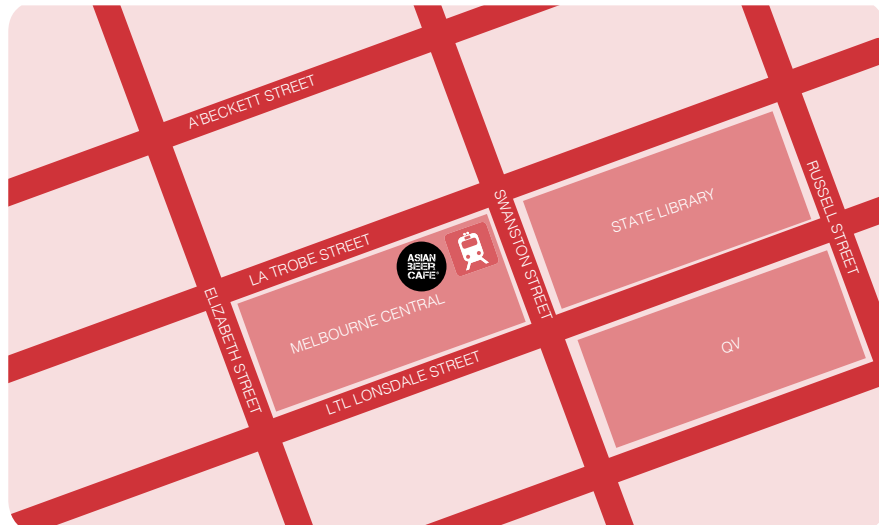 A'BECKETT STREET
LA TROBE STREET
ELIZABETH STREET
SWANSTON STREET
RUSSELL STREET
STATE LIBRARY
ASIAN
BEER
CAFE
MELBOURNE CENTRAL
LTL LONSDALE STREET
QV